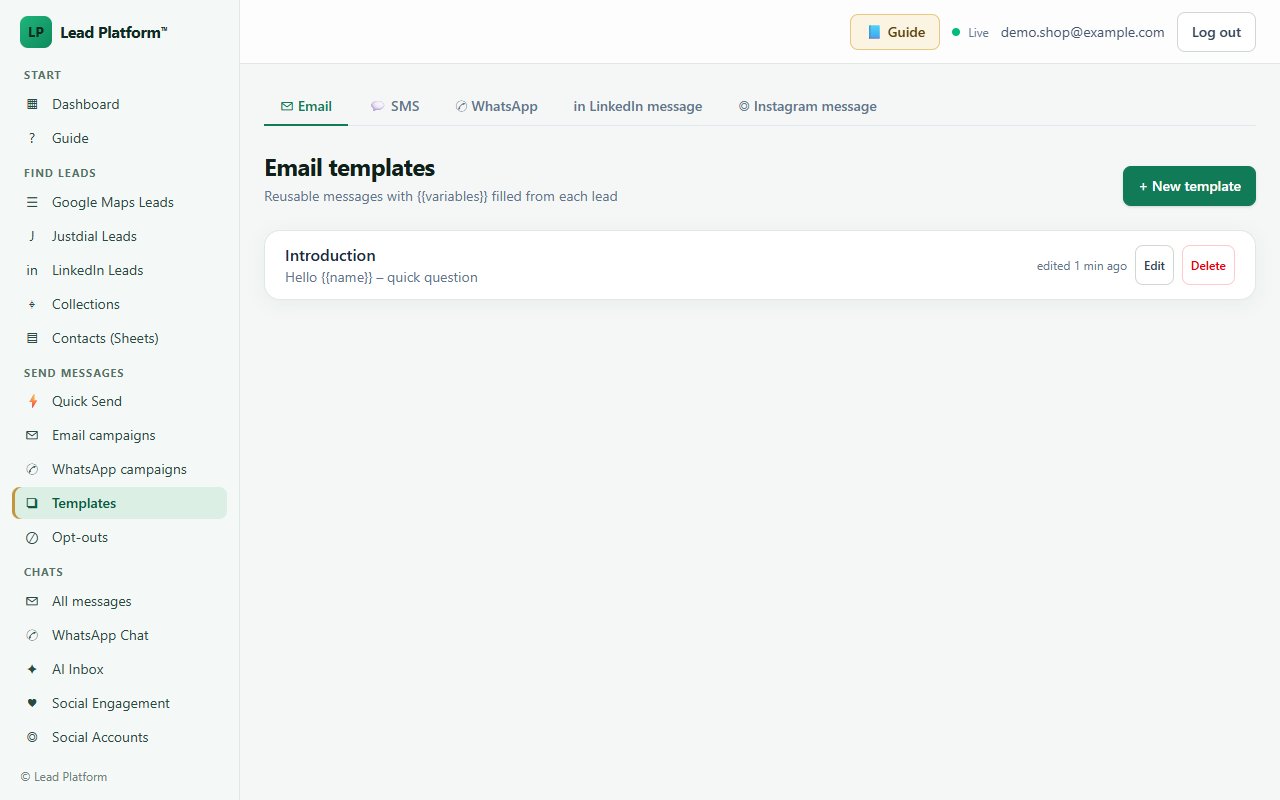 LP Lead Platform™
START
Dashboard
? Guide
FIND LEADS
Google Maps Leads
J Justdial Leads
in LinkedIn Leads
Collections
Contacts (Sheets)
SEND MESSAGES
Quick Send
Email campaigns
WhatsApp campaigns
Templates
Opt-outs
CHATS
All messages
WhatsApp Chat
AI Inbox
Social Engagement
Social Accounts
© Lead Platform
Guide
Live
demo.shop@example.com
Log out
Email
SMS
WhatsApp
in LinkedIn message
Instagram message
Email templates
Reusable messages with {{variables}} filled from each lead
+ New template
Introduction
Hello {{name}} – quick question
edited 1 min ago
Edit
Delete